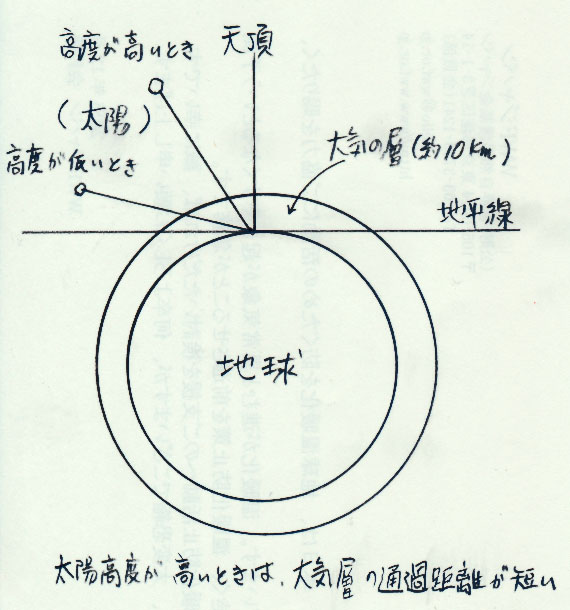 高度が高いとき
天頂
(太陽)
高度が低いとき
大気の層(約10km)
地平線
地球
太陽高度が高いときは、大気層の通過距離が短い